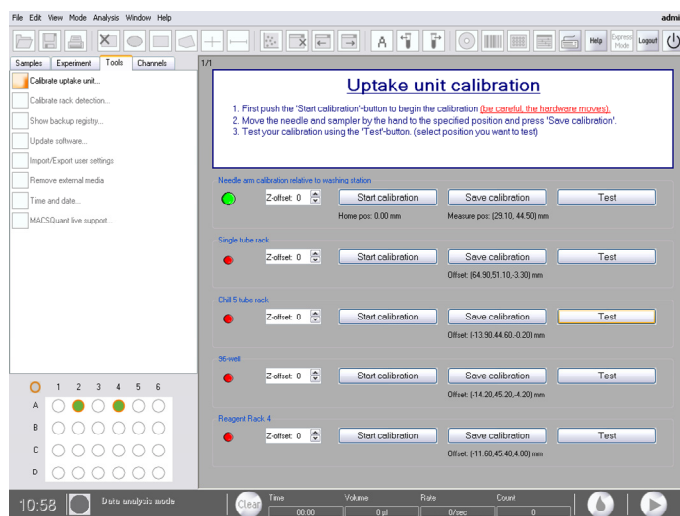 File Edit View Mode Analysis Window Help
admi
A
Help
Express Mode
Logout
Samples Experiment Tools Channels
1/1
Calibrate uptake unit...
Calibrate rack detection...
Show backup registry...
Update software...
Import/Export user settings
Remove external media
Time and date...
MACSQuant live support...
Uptake unit calibration
1. First push the 'Start calibration'-button to begin the calibration (be careful, the hardware moves).
2. Move the needle and sampler by the hand to the specified position and press 'Save calibration'.
3. Test your calibration using the 'Test'-button. (select position you want to test)
Needle arm calibration relative to washing station
Z-offset: 0 Start calibration Save calibration Test
Home pos: 0.00 mm Measure pos: (29.10, 44.50) mm
Single tube rack
Z-offset: 0 Start calibration Save calibration Test
Offset: (64.90,51.10,-3.30) mm
Chill 5 tube rack
Z-offset: 0 Start calibration Save calibration Test
Offset: (-13.90,44.60,-0.20) mm
96-well
Z-offset: 0 Start calibration Save calibration Test
Offset: (-14.20,45.20,-4.20) mm
Reagent Rack 4
Z-offset: 0 Start calibration Save calibration Test
Offset: (-11.60,45.40,4.00) mm
1 2 3 4 5 6
A
B
C
D
10:58
Data analysis mode
Clear
Time Volume Rate Count
00:00 0 µl 0/sec 0